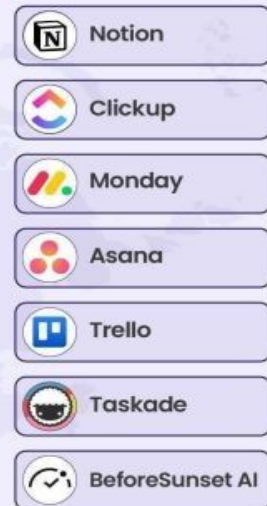 Notion
Clickup
Monday
Asana
Trello
Taskade
BeforeSunset AI